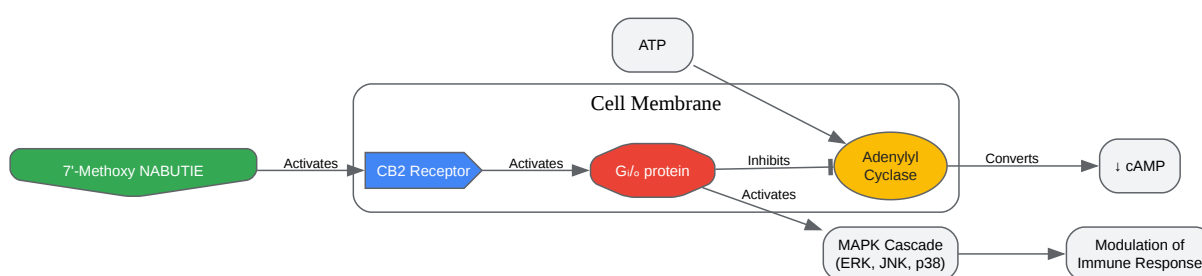 ATP
Cell Membrane
7'-Methoxy NABUTIE
Activates
CB2 Receptor
Activates
Gᵢ/ₒ protein
Inhibits
Adenylyl
Cyclase
Converts
↓ cAMP
Activates
MAPK Cascade
(ERK, JNK, p38)
Modulation of
Immune Response